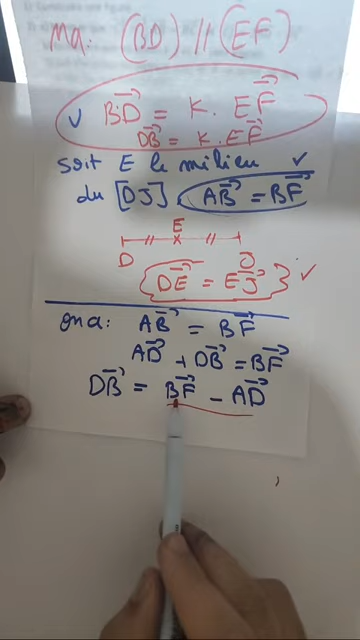 Mq: (BD) // (EF)
BD→ = K. EF→
DB→ = K. EF→
soit E le milieu
du [DJ]. AB→ = BF→
E
D J
DE→ = EJ→
on a: AB→ = BF→
AD→ + DB→ = BF→
DB→ = BF→ - AD→